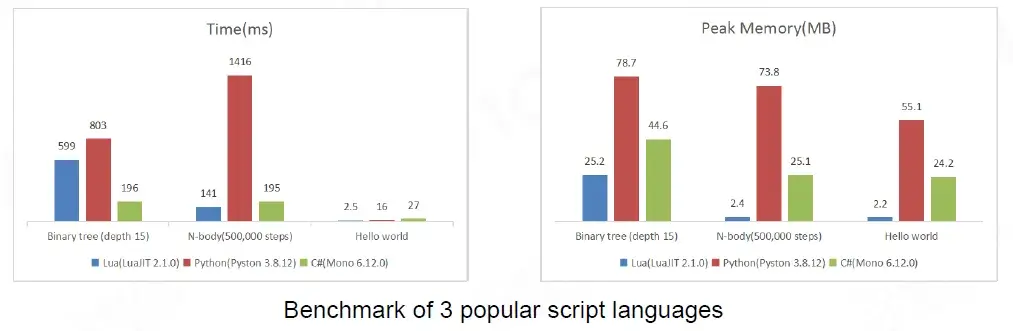 Time(ms)
1416
803
599
196
141
195
2.5
16
27
Binary tree (depth 15)
N-body(500,000 steps)
Hello world
Lua(LuaJIT 2.1.0)
Python(Pyston 3.8.12)
C#(Mono 6.12.0)
Peak Memory(MB)
78.7
73.8
55.1
44.6
25.2
25.1
24.2
2.4
2.2
Binary tree (depth 15)
N-body(500,000 steps)
Hello world
Lua(LuaJIT 2.1.0)
Python(Pyston 3.8.12)
C#(Mono 6.12.0)
Benchmark of 3 popular script languages